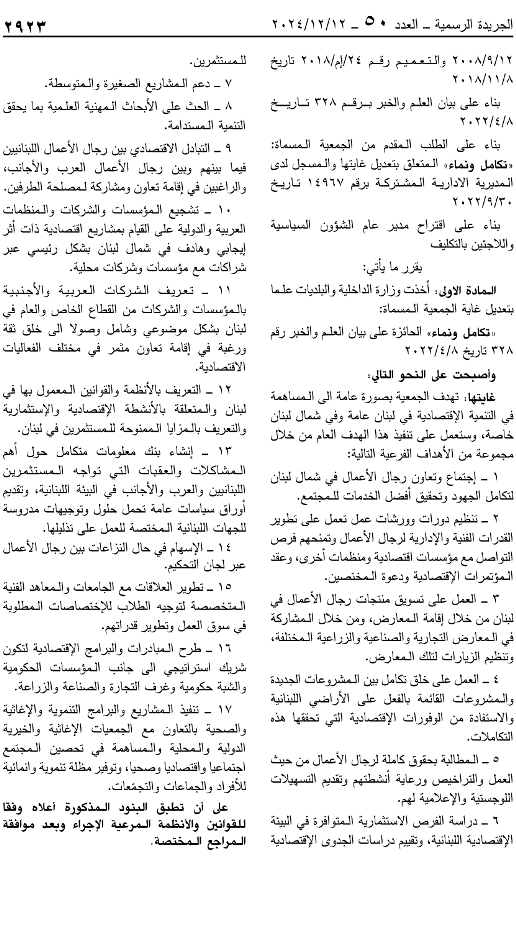 الجريدة الرسمية ـ العدد ٥٠ ـ ٢٠٢٤/١٢/١٢
٢٩٢٣
٢٠٠٨/٩/١٢ والتعميم رقم ٢٤/إم/٢٠١٨ تاريخ
٢٠١٨/١١/٨
بناء على بيان العلم والخبر برقم ٣٢٨ تاريخ
٢٠٢٢/٤/٨
بناء على الطلب المقدم من الجمعية المسماة:
«تكامل ونماء» المتعلق بتعديل غايتها والمسجل لدى
المديرية الادارية المشتركة برقم ١٤٩٦٧ تاريخ
٢٠٢٢/٩/٣٠
بناء على اقتراح مدير عام الشؤون السياسية
واللاجئين بالتكليف
يقرر ما يأتي:
المادة الاولى: أخذت وزارة الداخلية والبلديات علما
بتعديل غاية الجمعية المسماة:
«تكامل ونماء» الحائزة على بيان العلم والخبر رقم
٣٢٨ تاريخ ٢٠٢٢/٤/٨
وأصبحت على النحو التالي:
غايتها: تهدف الجمعية بصورة عامة الى المساهمة
في التنمية الإقتصادية في لبنان عامة وفي شمال لبنان
خاصة، وستعمل على تنفيذ هذا الهدف العام من خلال
مجموعة من الأهداف الفرعية التالية:
١ ـ إجتماع وتعاون رجال الأعمال في شمال لبنان
لتكامل الجهود وتحقيق أفضل الخدمات للمجتمع.
٢ ـ تنظيم دورات وورشات عمل تعمل على تطوير
القدرات الفنية والإدارية لرجال الأعمال وتمنحهم فرص
التواصل مع مؤسسات اقتصادية ومنظمات أخرى، وعقد
المؤتمرات الإقتصادية ودعوة المختصين.
٣ ـ العمل على تسويق منتجات رجال الأعمال في
لبنان من خلال إقامة المعارض، ومن خلال المشاركة
في المعارض التجارية والصناعية والزراعية المختلفة،
وتنظيم الزيارات لتلك المعارض.
٤ ـ العمل على خلق تكامل بين المشروعات الجديدة
والمشروعات القائمة بالفعل على الأراضي اللبنانية
والاستفادة من الوفورات الإقتصادية التي تحققها هذه
التكاملات.
٥ ـ المطالبة بحقوق كاملة لرجال الأعمال من حيث
العمل والتراخيص ورعاية أنشطتهم وتقديم التسهيلات
اللوجستية والإعلامية لهم.
٦ ـ دراسة الفرص الاستثمارية المتوافرة في البيئة
الإقتصادية اللبنانية، وتقييم دراسات الجدوى الإقتصادية
للمستثمرين.
٧ ـ دعم المشاريع الصغيرة والمتوسطة.
٨ ـ الحث على الأبحاث المهنية العلمية بما يحقق
التنمية المستدامة.
٩ ـ التبادل الاقتصادي بين رجال الأعمال اللبنانيين
فيما بينهم وبين رجال الأعمال العرب والأجانب،
والراغبين في إقامة تعاون ومشاركة لمصلحة الطرفين.
١٠ ـ تشجيع المؤسسات والشركات والمنظمات
العربية والدولية على القيام بمشاريع اقتصادية ذات أثر
إيجابي وهادف في شمال لبنان بشكل رئيسي عبر
شراكات مع مؤسسات وشركات محلية.
١١ ـ تعريف الشركات العربية والأجنبية
بالمؤسسات والشركات من القطاع الخاص والعام في
لبنان بشكل موضوعي وشامل وصولا الى خلق ثقة
ورغبة في إقامة تعاون مثمر في مختلف الفعاليات
الاقتصادية.
١٢ ـ التعريف بالأنظمة والقوانين المعمول بها في
لبنان والمتعلقة بالأنشطة الإقتصادية والإستثمارية
والتعريف بالمزايا الممنوحة للمستثمرين في لبنان.
١٣ ـ إنشاء بنك معلومات متكامل حول أهم
المشاكلات والعقبات التي تواجه المستثمرين
اللبنانيين والعرب والأجانب في البيئة اللبنانية، وتقديم
أوراق سياسات عامة تحمل حلول وتوجيهات مدروسة
للجهات اللبنانية المختصة للعمل على تذليلها.
١٤ ـ الإسهام في حال النزاعات بين رجال الأعمال
عبر لجان التحكيم.
١٥ ـ تطوير العلاقات مع الجامعات والمعاهد الفنية
المتخصصة لتوجيه الطلاب للإختصاصات المطلوبة
في سوق العمل وتطوير قدراتهم.
١٦ ـ طرح المبادرات والبرامج الإقتصادية لتكون
شريك استراتيجي الى جانب المؤسسات الحكومية
والشبة حكومية وغرف التجارة والصناعة والزراعة.
١٧ ـ تنفيذ المشاريع والبرامج التنموية والإغاثية
والصحية بالتعاون مع الجمعيات الإغاثية والخيرية
الدولية والمحلية والمساهمة في تحصين المجتمع
اجتماعيا واقتصاديا وصحيا، وتوفير مظلة تنموية وانمائية
للأفراد والجماعات والتجمّعات.
على أن تطبق البنود المذكورة أعلاه وفقا
للقوانين والأنظمة المرعية الإجراء وبعد موافقة
المراجع المختصة.